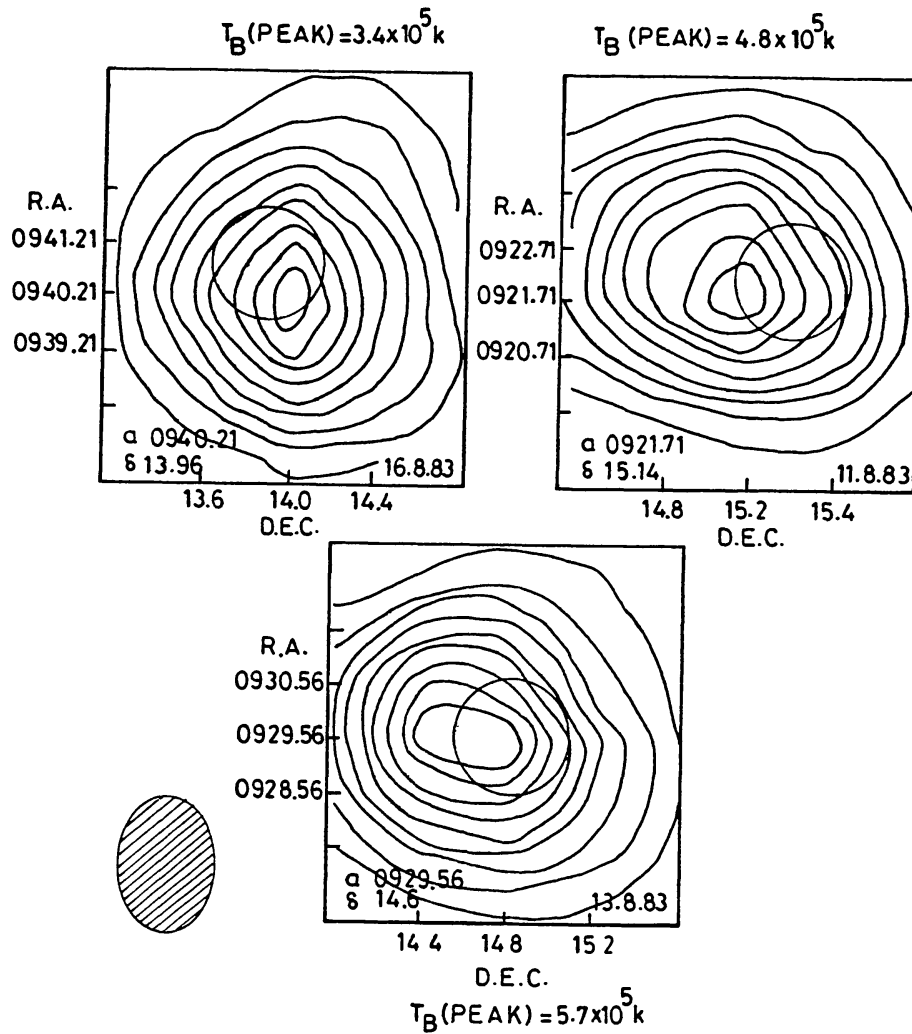 T_B (PEAK) = 3.4x10^5 k
R.A.
0941.21
0940.21
0939.21
α 0940.21
δ 13.96
16.8.83
13.6 14.0 14.4
D.E.C.
T_B (PEAK) = 4.8x10^5 k
R.A.
0922.71
0921.71
0920.71
α 0921.71
δ 15.14
11.8.83
14.8 15.2 15.4
D.E.C.
R.A.
0930.56
0929.56
0928.56
α 0929.56
δ 14.6
13.8.83
14 4 14 8 15 2
D.E.C.
T_B (PEAK) = 5.7x10^5 k